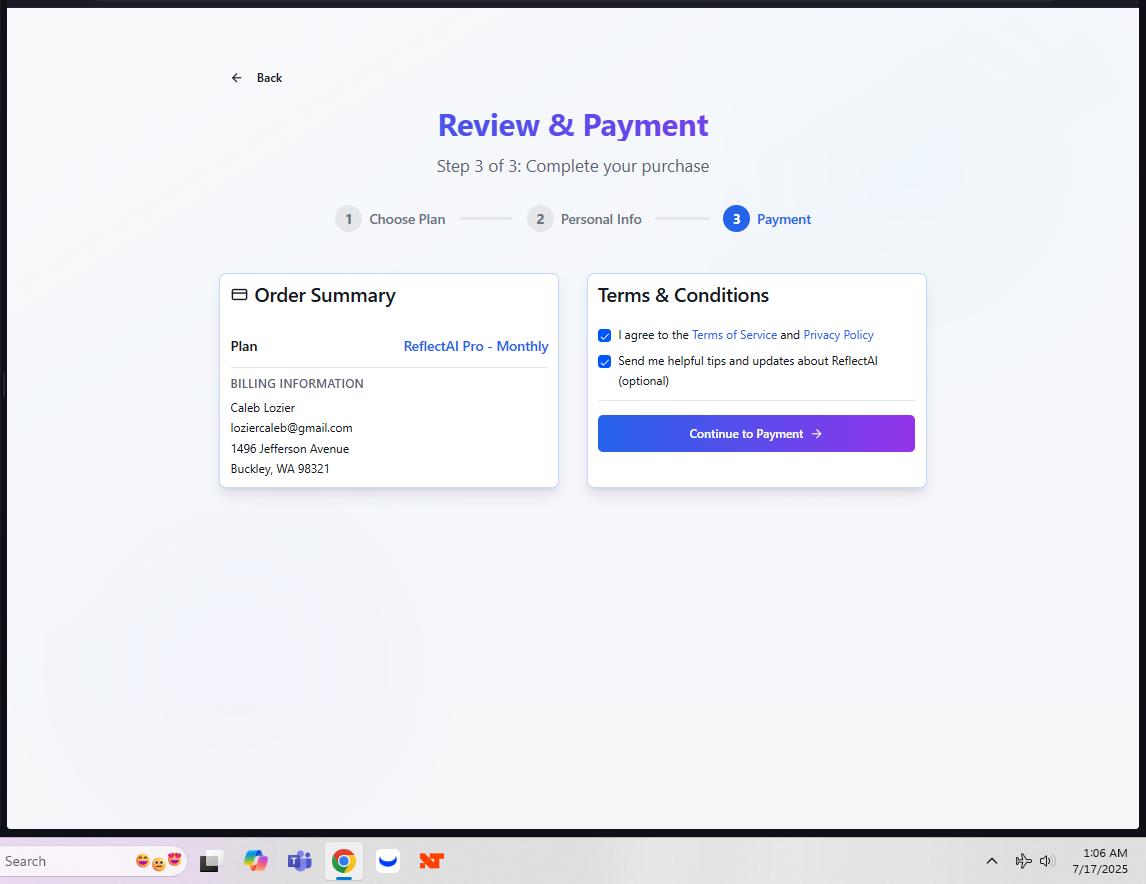 Back
Review & Payment
Step 3 of 3: Complete your purchase
1 Choose Plan 2 Personal Info 3 Payment
Order Summary
Plan ReflectAI Pro - Monthly
BILLING INFORMATION
Caleb Lozier
loziercaleb@gmail.com
1496 Jefferson Avenue
Buckley, WA 98321
Terms & Conditions
I agree to the Terms of Service and Privacy Policy
Send me helpful tips and updates about ReflectAI
(optional)
Continue to Payment →
Search
1:06 AM
7/17/2025